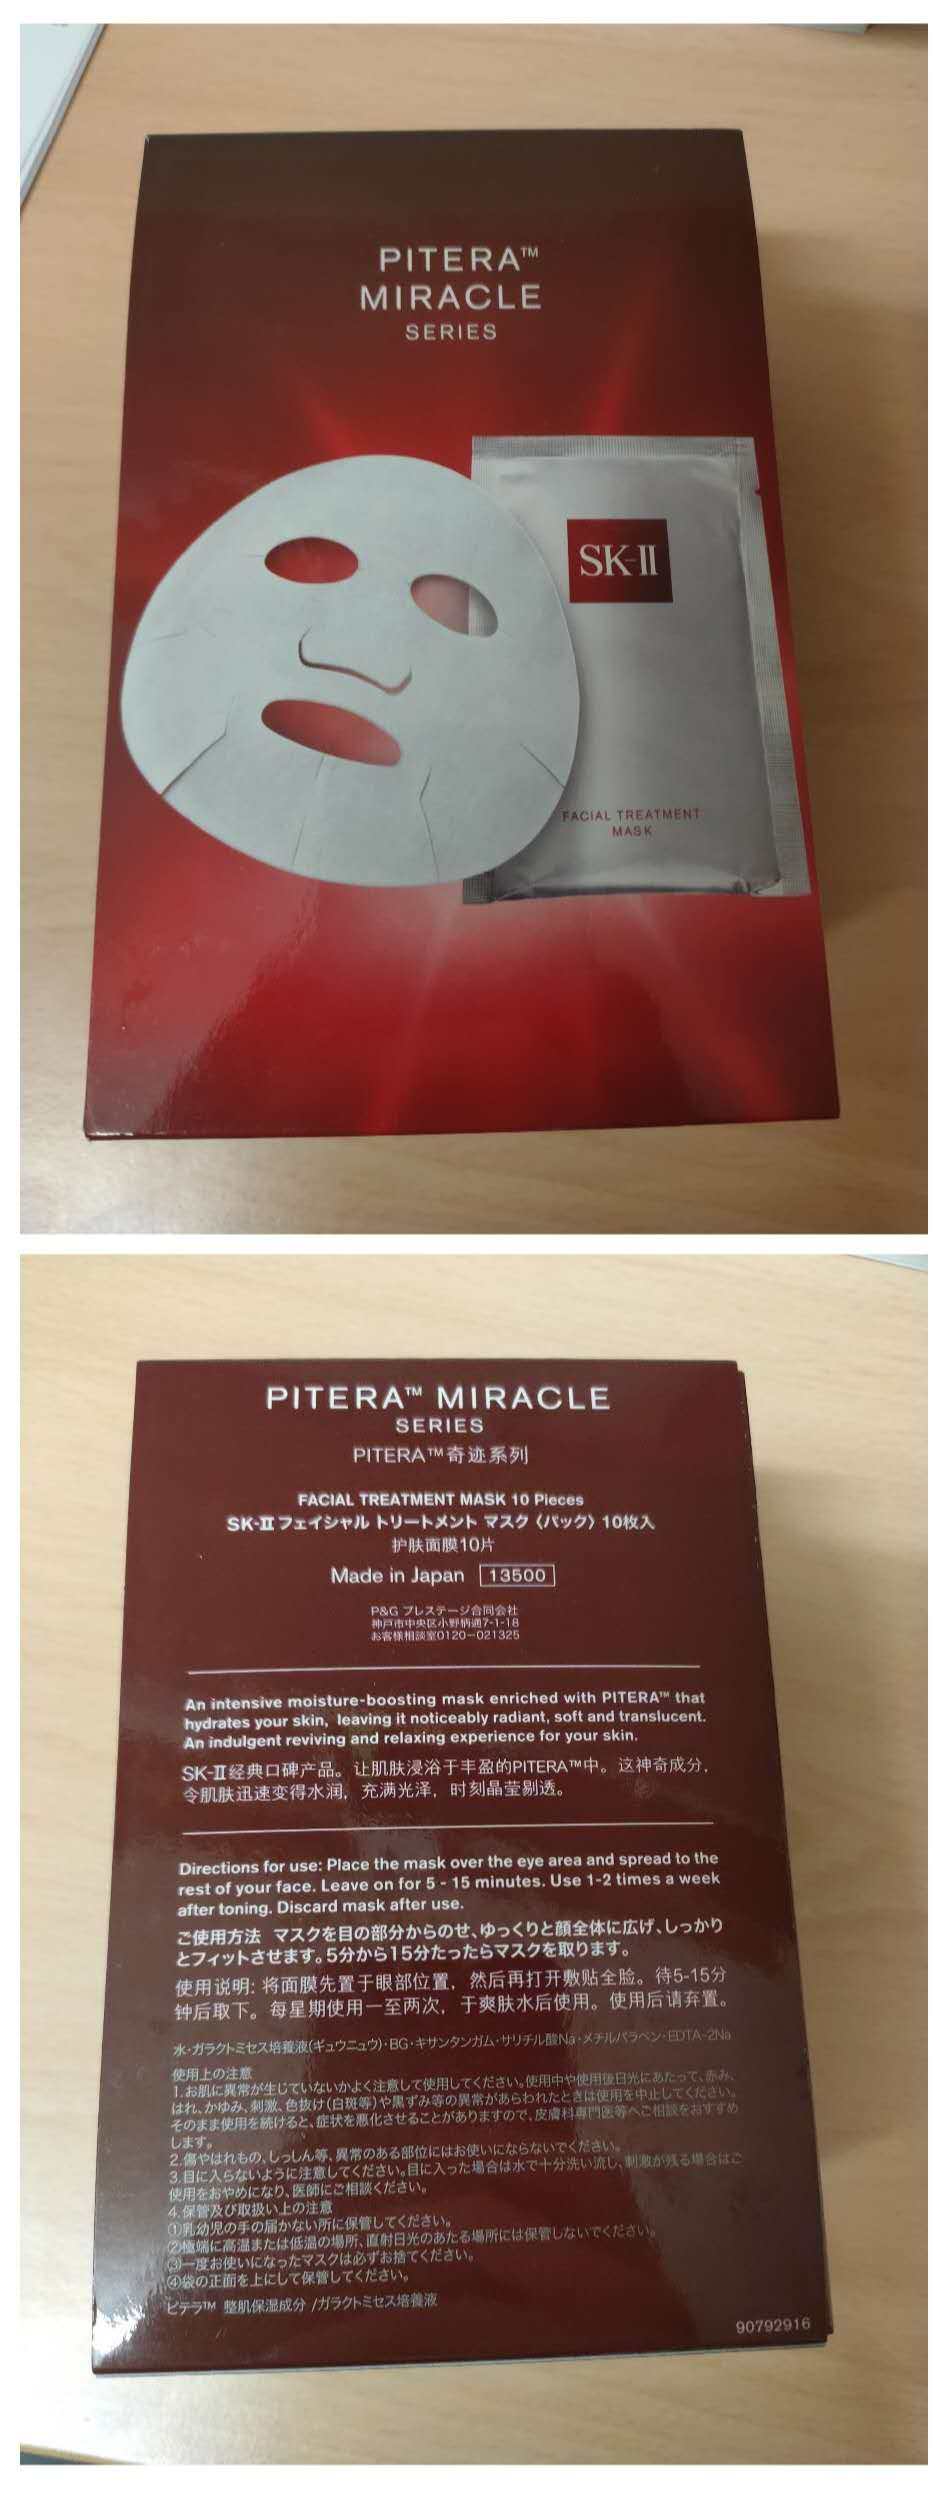 PITERA™
MIRACLE
SERIES
SK-II
FACIAL TREATMENT
MASK
PITERA™ MIRACLE
SERIES
PITERA™奇迹系列
FACIAL TREATMENT MASK 10 Pieces
SK-II フェイシャル トリートメント マスク〈パック〉10枚入
护肤面膜10片
Made in Japan 13500
P&G プレステージ合同会社
神戸市中央区小野柄通7-1-18
お客様相談室0120-021325
An intensive moisture-boosting mask enriched with PITERA™ that
hydrates your skin, leaving it noticeably radiant, soft and translucent.
An indulgent reviving and relaxing experience for your skin.
SK-II经典口碑产品。让肌肤浸浴于丰盈的PITERA™中。这神奇成分，
令肌肤迅速变得水润，充满光泽，时刻晶莹剔透。
Directions for use: Place the mask over the eye area and spread to the
rest of your face. Leave on for 5 - 15 minutes. Use 1-2 times a week
after toning. Discard mask after use.
ご使用方法 マスクを目の部分からのせ、ゆっくりと顔全体に広げ、しっかり
とフィットさせます。5分から15分たったらマスクを取ります。
使用说明: 将面膜先置于眼部位置，然后再打开敷贴全脸。待5-15分
钟后取下。每星期使用一至两次，于爽肤水后使用。使用后请弃置。
水・ガラクトミセス培養液(ギュウニュウ)・BG・キサンタンガム・サリチル酸Na・メチルパラベン・EDTA-2Na
使用上の注意
1.お肌に異常が生じていないかよく注意して使用してください。使用中や使用後日光にあたって、赤み、
はれ、かゆみ、刺激、色抜け(白斑等)や黒ずみ等の異常があらわれたときは使用を中止してください。
そのまま使用を続けると、症状を悪化させることがありますので、皮膚科専門医等へご相談をおすすめ
します。
2.傷やはれもの、しっしん等、異常のある部位にはお使いにならないでください。
3.目に入らないように注意してください。目に入った場合は水で十分洗い流し、刺激が残る場合はご
使用をおやめになり、医師にご相談ください。
4.保管及び取扱い上の注意
①乳幼児の手の届かない所に保管してください。
②極端に高温または低温の場所、直射日光のあたる場所には保管しないでください。
③一度お使いになったマスクは必ずお捨てください。
④袋の正面を上にして保管してください。
ピテラ™ 整肌保湿成分 /ガラクトミセス培養液
90792916